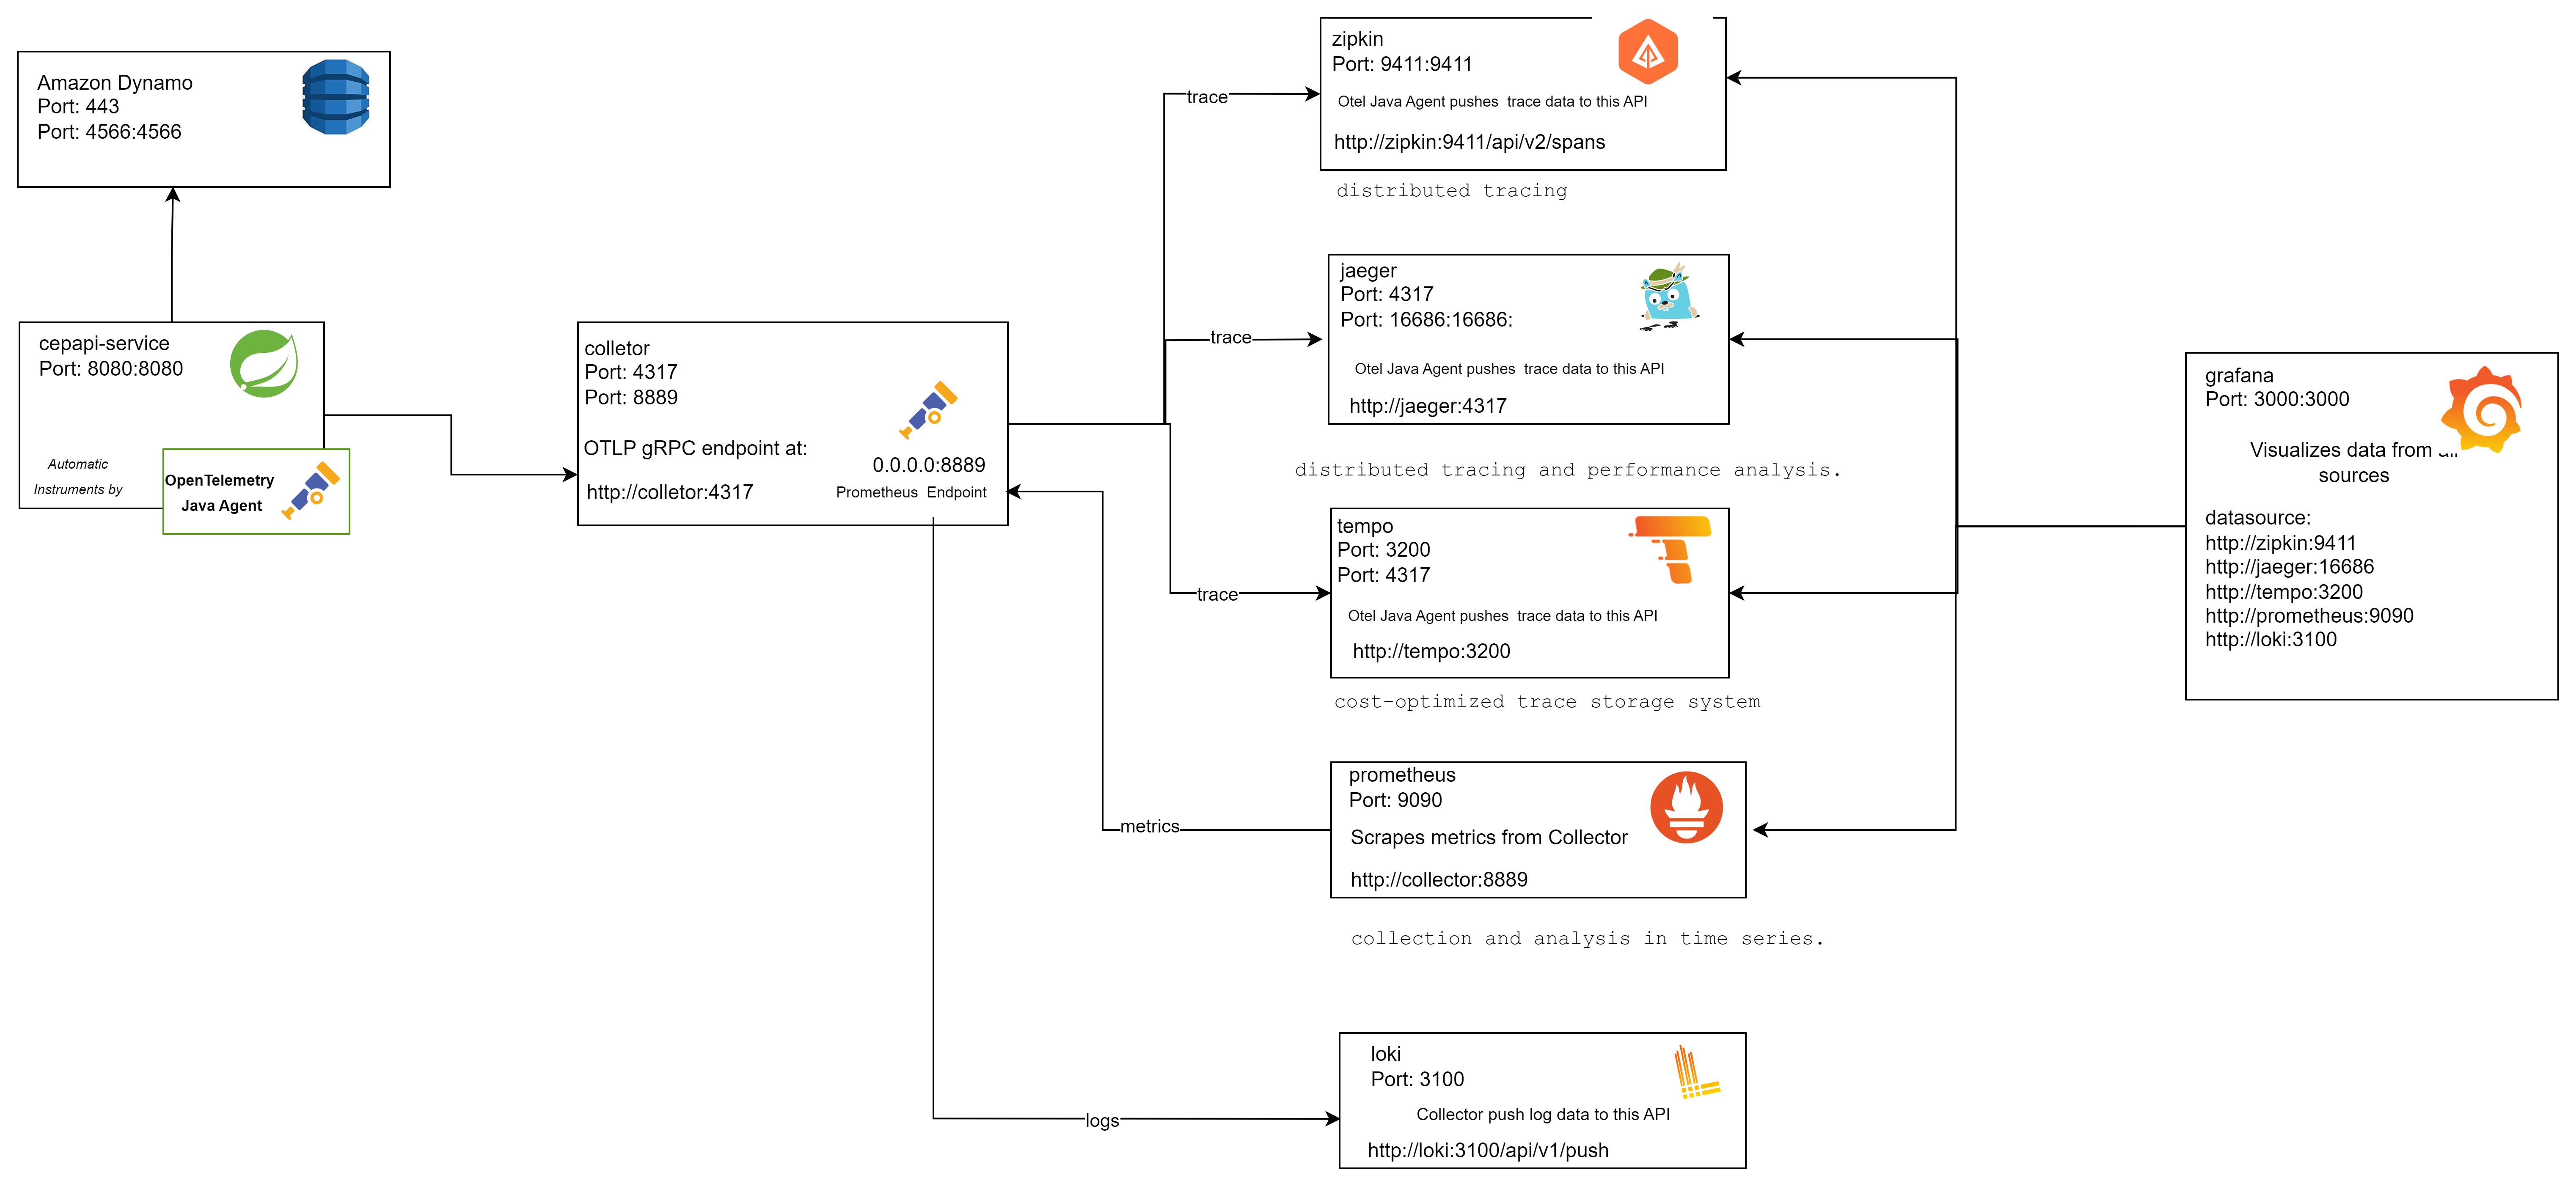 Amazon Dynamo
Port: 443
Port: 4566:4566
cepapi-service
Port: 8080:8080
Automatic
Instruments by
OpenTelemetry
Java Agent
colletor
Port: 4317
Port: 8889
OTLP gRPC endpoint at:
http://colletor:4317
0.0.0.0:8889
Prometheus Endpoint
trace
trace
trace
metrics
logs
zipkin
Port: 9411:9411
Otel Java Agent pushes trace data to this API
http://zipkin:9411/api/v2/spans
distributed tracing
jaeger
Port: 4317
Port: 16686:16686:
Otel Java Agent pushes trace data to this API
http://jaeger:4317
distributed tracing and performance analysis.
tempo
Port: 3200
Port: 4317
Otel Java Agent pushes trace data to this API
http://tempo:3200
cost-optimized trace storage system
prometheus
Port: 9090
Scrapes metrics from Collector
http://collector:8889
collection and analysis in time series.
loki
Port: 3100
Collector push log data to this API
http://loki:3100/api/v1/push
grafana
Port: 3000:3000
Visualizes data from all
sources
datasource:
http://zipkin:9411
http://jaeger:16686
http://tempo:3200
http://prometheus:9090
http://loki:3100